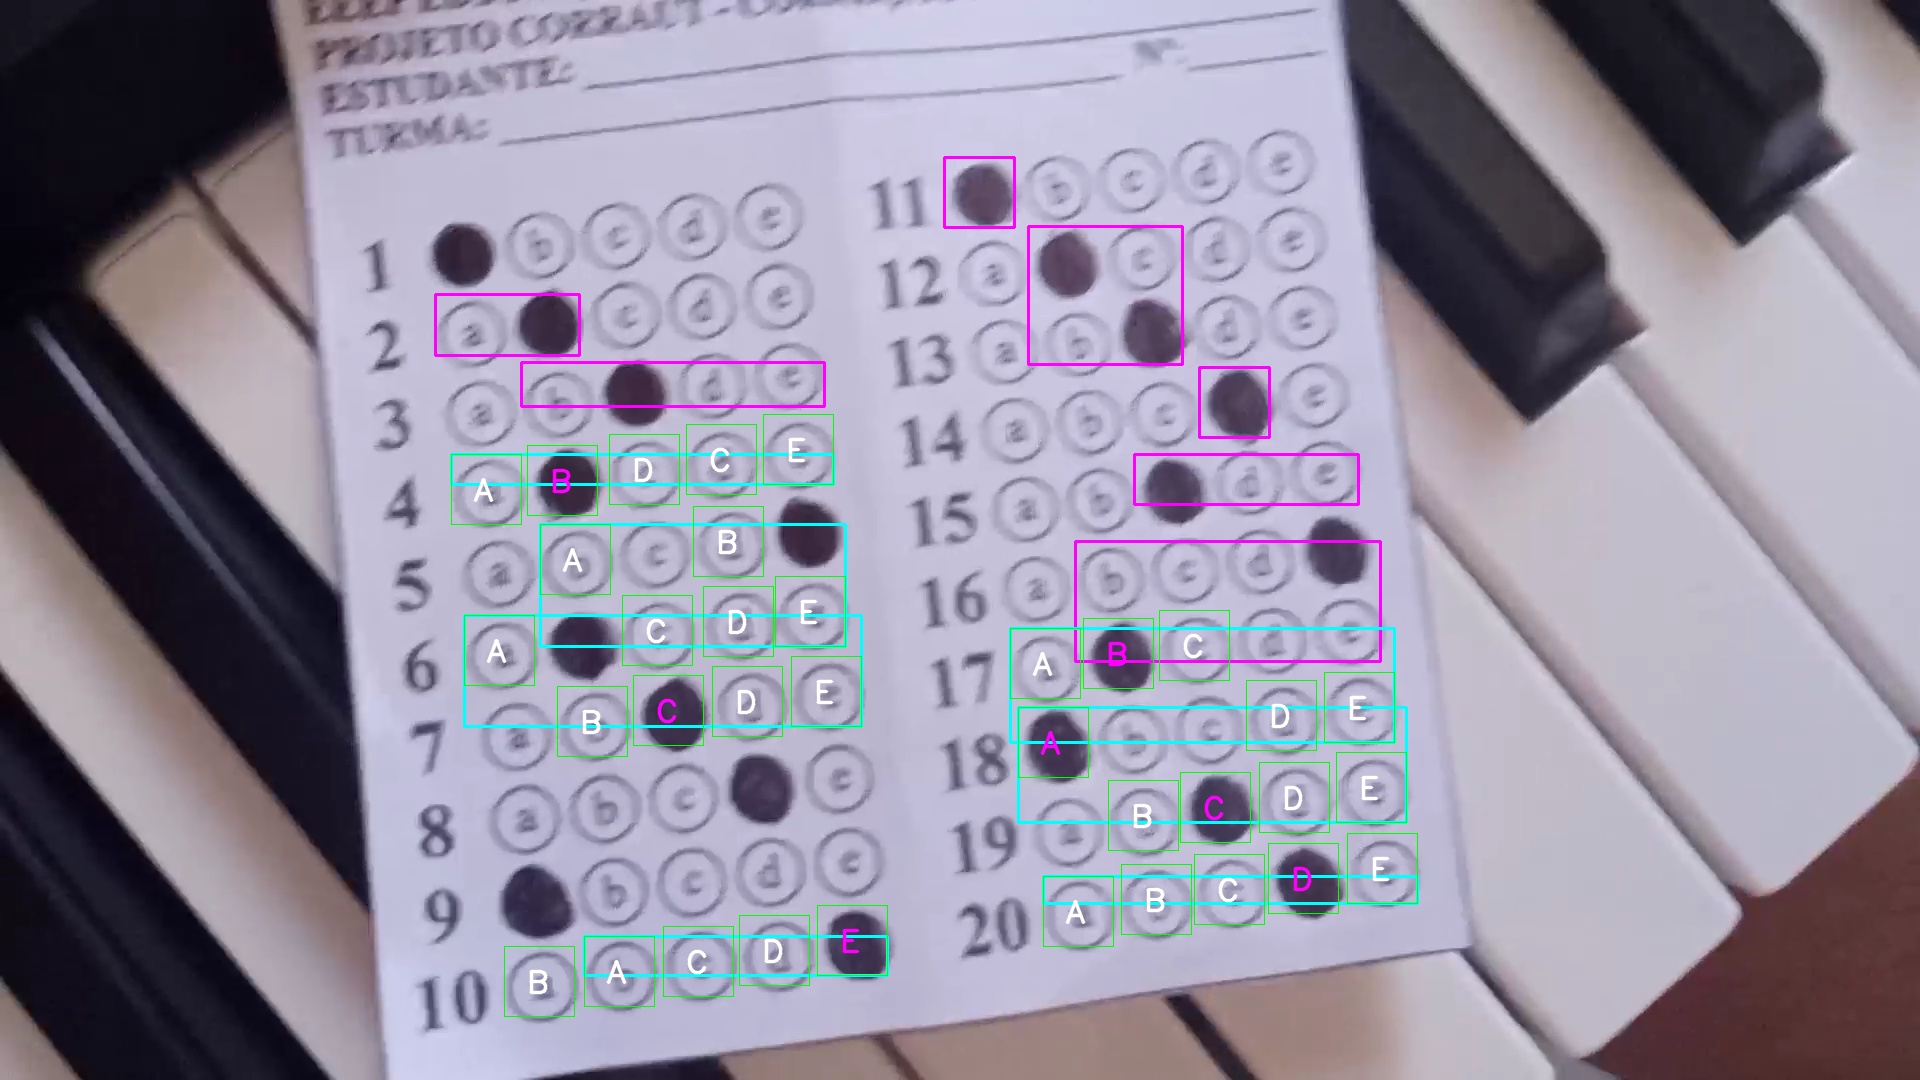 PROJETO CORRACT -
ESTUDANTE: Nº:
TURMA:
1 b c d e
2 a c d e
3 a b d e
4 A B D C E
5 a A c B
6 A C D E
7 a B C D E
8 a b c e
9 b c d e
10 B A C D E
11 b c d e
12 a c d e
13 a b d e
14 a b c e
15 a b d e
16 a b c d
17 A B C d e
18 A b c D E
19 a B C D E
20 A B C D E